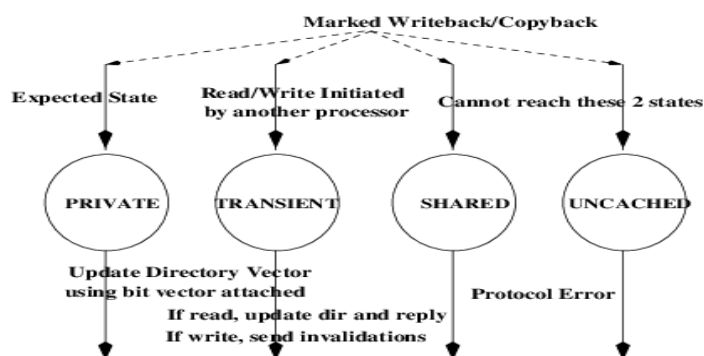 Marked Writeback/Copyback
Expected State
Read/Write Initiated
by another processor
Cannot reach these 2 states
PRIVATE
TRANSIENT
SHARED
UNCACHED
Update Directory Vector
using bit vector attached
If read, update dir and reply
If write, send invalidations
Protocol Error